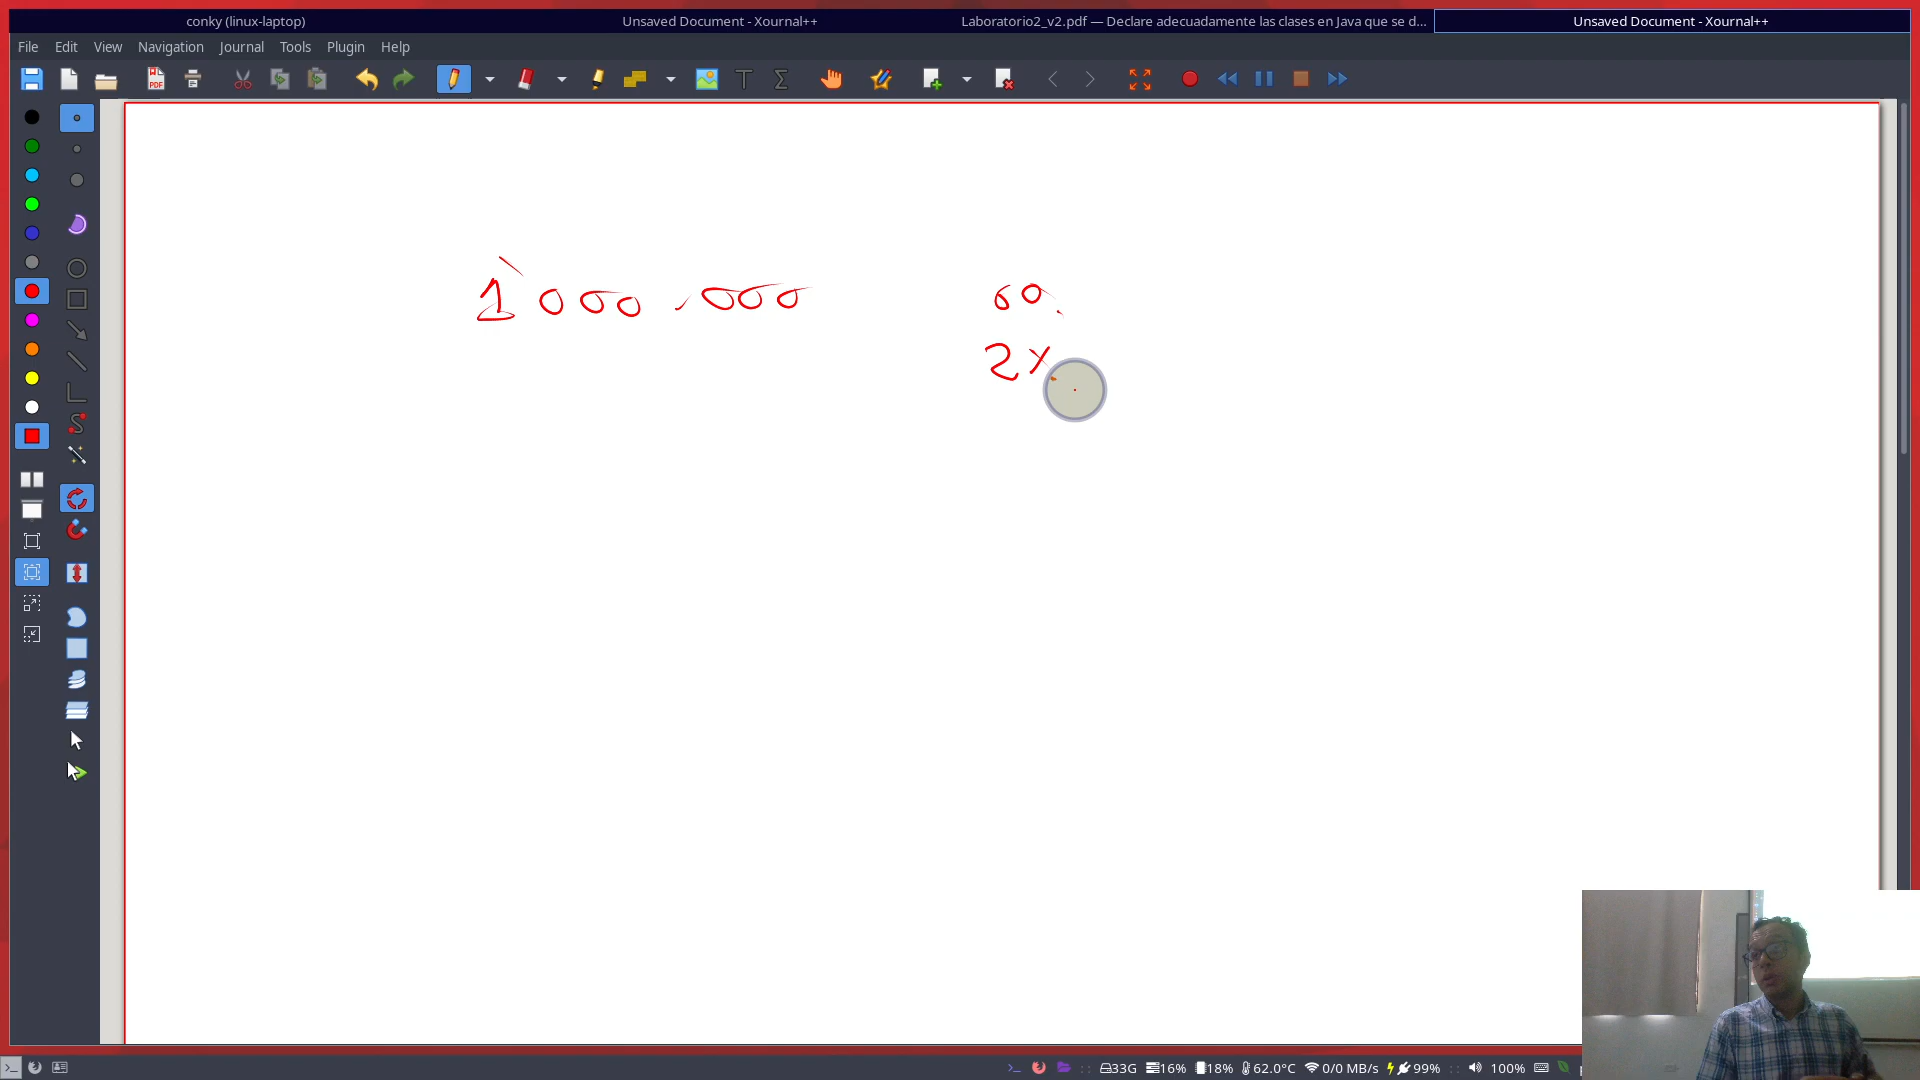 conky (linux-laptop)
Unsaved Document - Xournal++
Laboratorio2_v2.pdf — Declare adecuadamente las clases en Java que se d...
Unsaved Document - Xournal++
File Edit View Navigation Journal Tools Plugin Help
1'000.000 60.
2x
33G 16% 18% 62.0°C 0/0 MB/s 99% 100%